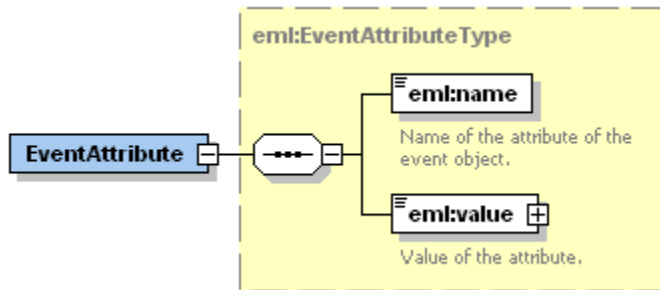 eml:EventAttributeType
eml:name
Name of the attribute of the
event object.
EventAttribute
eml:value
Value of the attribute.